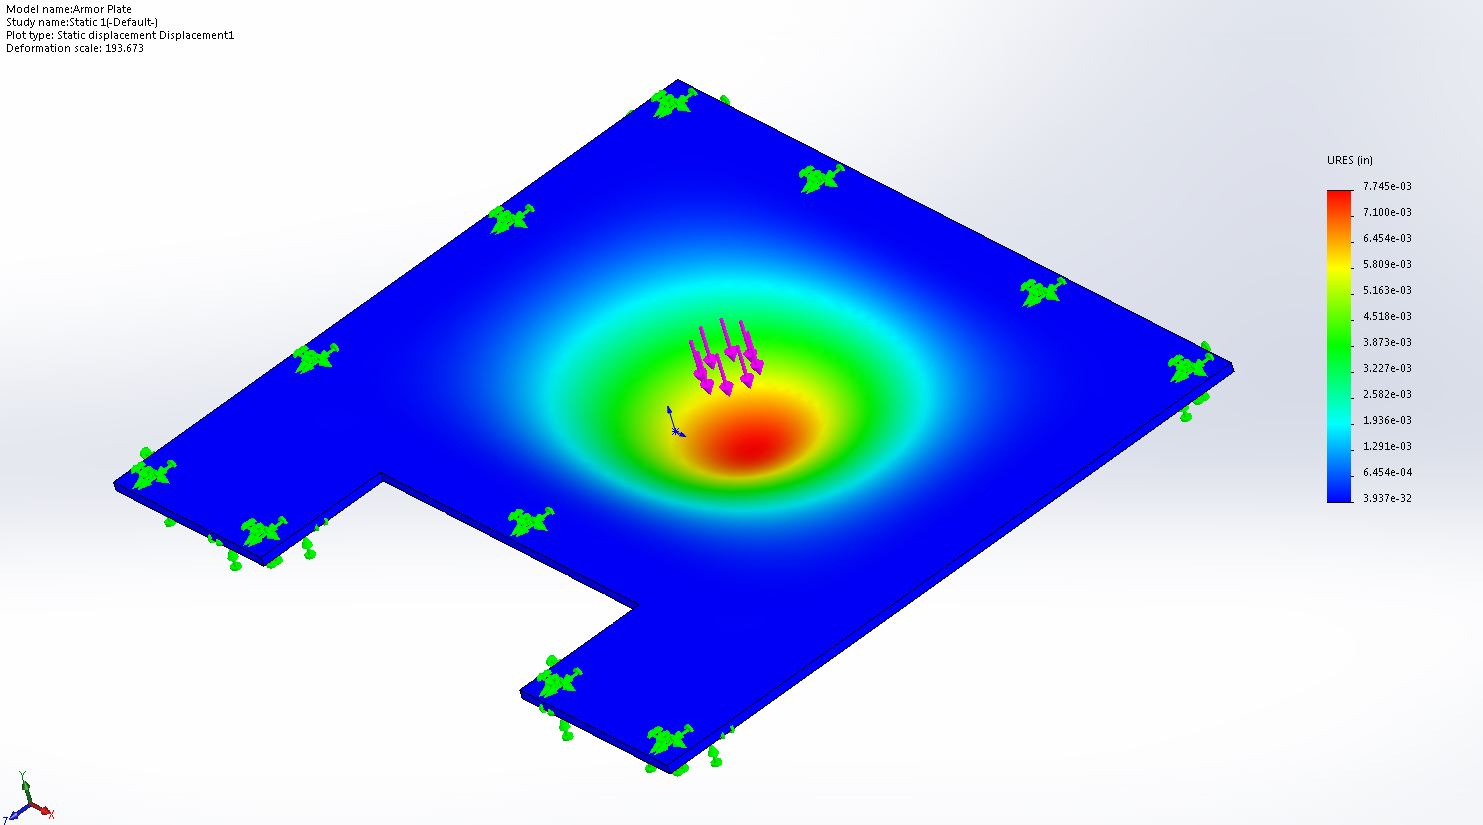 Model name:Armor Plate
Study name:Static 1(-Default-)
Plot type: Static displacement Displacement1
Deformation scale: 193.673
URES (in)
7.745e-03
7.100e-03
6.454e-03
5.809e-03
5.163e-03
4.518e-03
3.873e-03
3.227e-03
2.582e-03
1.936e-03
1.291e-03
6.454e-04
3.937e-32
Y
X
Z